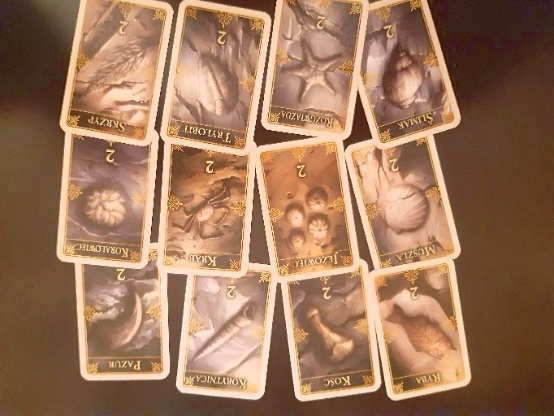 2
SKRZYP
2
TRYLOBIT
2
ROZGWIAZDA
2
ŚLIMAK
2
KORALOWIEC
2
KRAB
2
JEŻOWIEC
2
MUSZLA
2
PAZUR
2
KORYTNICA
2
KOŚĆ
2
RYBA